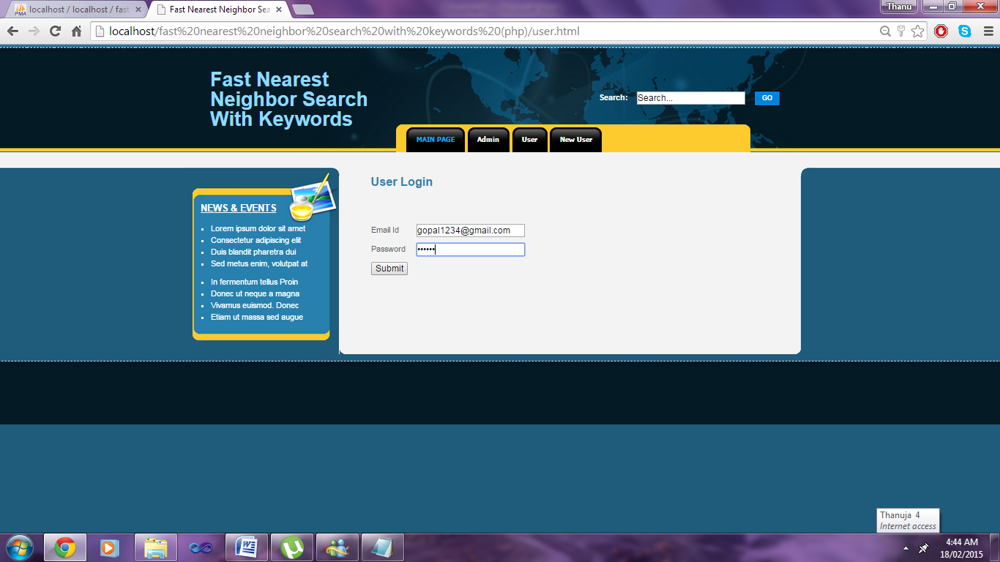 localhost / localhost / fast
Fast Nearest Neighbor Sea
Thanu
localhost/fast%20nearest%20neighbor%20search%20with%20keywords%20(php)/user.html
Fast Nearest
Neighbor Search
With Keywords
Search: Search... GO
MAIN PAGE Admin User New User
NEWS & EVENTS
Lorem ipsum dolor sit amet
Consectetur adipiscing elit
Duis blandit pharetra dui
Sed metus enim, volutpat at
In fermentum tellus Proin
Donec ut neque a magna
Vivamus euismod. Donec
Etiam ut massa sed augue
User Login
Email Id gopal1234@gmail.com
Password ••••••
Submit
Thanuja 4
Internet access
4:44 AM
18/02/2015